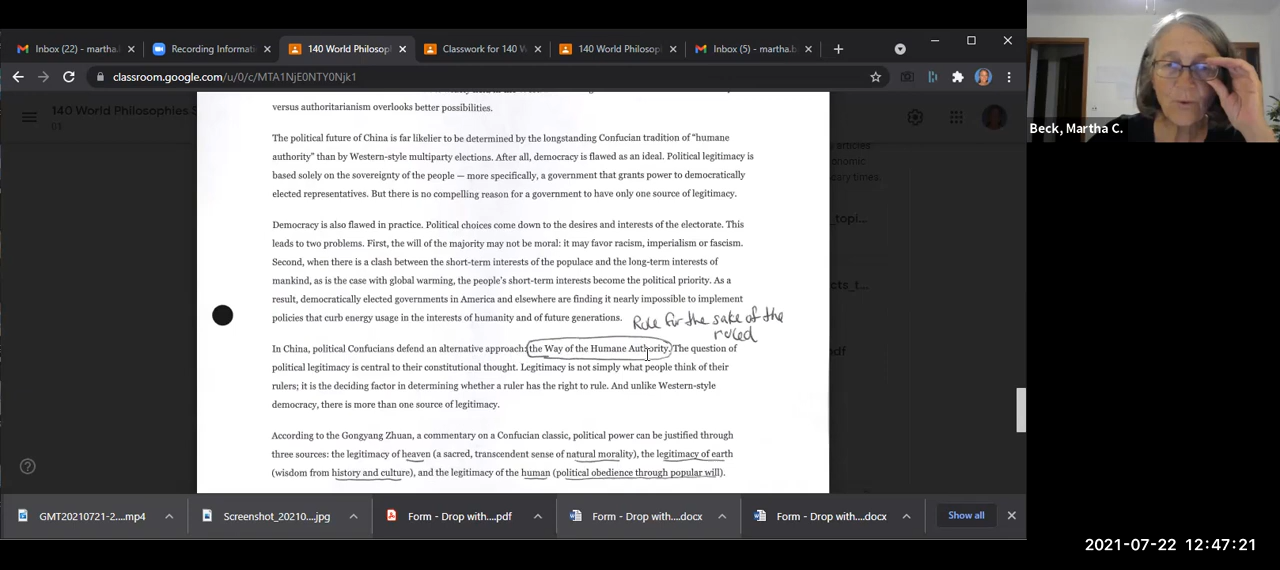 Inbox (22) - martha.b
Recording Informati
140 World Philosop
Classwork for 140 W
140 World Philosop
Inbox (5) - martha.b
classroom.google.com/u/0/c/MTA1NjE0NTY0Njk1
140 World Philosophies S
01
versus authoritarianism overlooks better possibilities.
The political future of China is far likelier to be determined by the longstanding Confucian tradition of “humane
authority” than by Western-style multiparty elections. After all, democracy is flawed as an ideal. Political legitimacy is
based solely on the sovereignty of the people — more specifically, a government that grants power to democratically
elected representatives. But there is no compelling reason for a government to have only one source of legitimacy.
Democracy is also flawed in practice. Political choices come down to the desires and interests of the electorate. This
leads to two problems. First, the will of the majority may not be moral: it may favor racism, imperialism or fascism.
Second, when there is a clash between the short-term interests of the populace and the long-term interests of
mankind, as is the case with global warming, the people’s short-term interests become the political priority. As a
result, democratically elected governments in America and elsewhere are finding it nearly impossible to implement
policies that curb energy usage in the interests of humanity and of future generations.
Rule for the sake of the
ruled
In China, political Confucians defend an alternative approach: the Way of the Humane Authority. The question of
political legitimacy is central to their constitutional thought. Legitimacy is not simply what people think of their
rulers; it is the deciding factor in determining whether a ruler has the right to rule. And unlike Western-style
democracy, there is more than one source of legitimacy.
According to the Gongyang Zhuan, a commentary on a Confucian classic, political power can be justified through
three sources: the legitimacy of heaven (a sacred, transcendent sense of natural morality), the legitimacy of earth
(wisdom from history and culture), and the legitimacy of the human (political obedience through popular will).
articles
onomic
rary times.
_topi...
cts_t...
Beck, Martha C.
GMT20210721-2....mp4
Screenshot_20210....jpg
Form - Drop with....pdf
Form - Drop with....docx
Form - Drop with....docx
Show all
2021-07-22 12:47:21